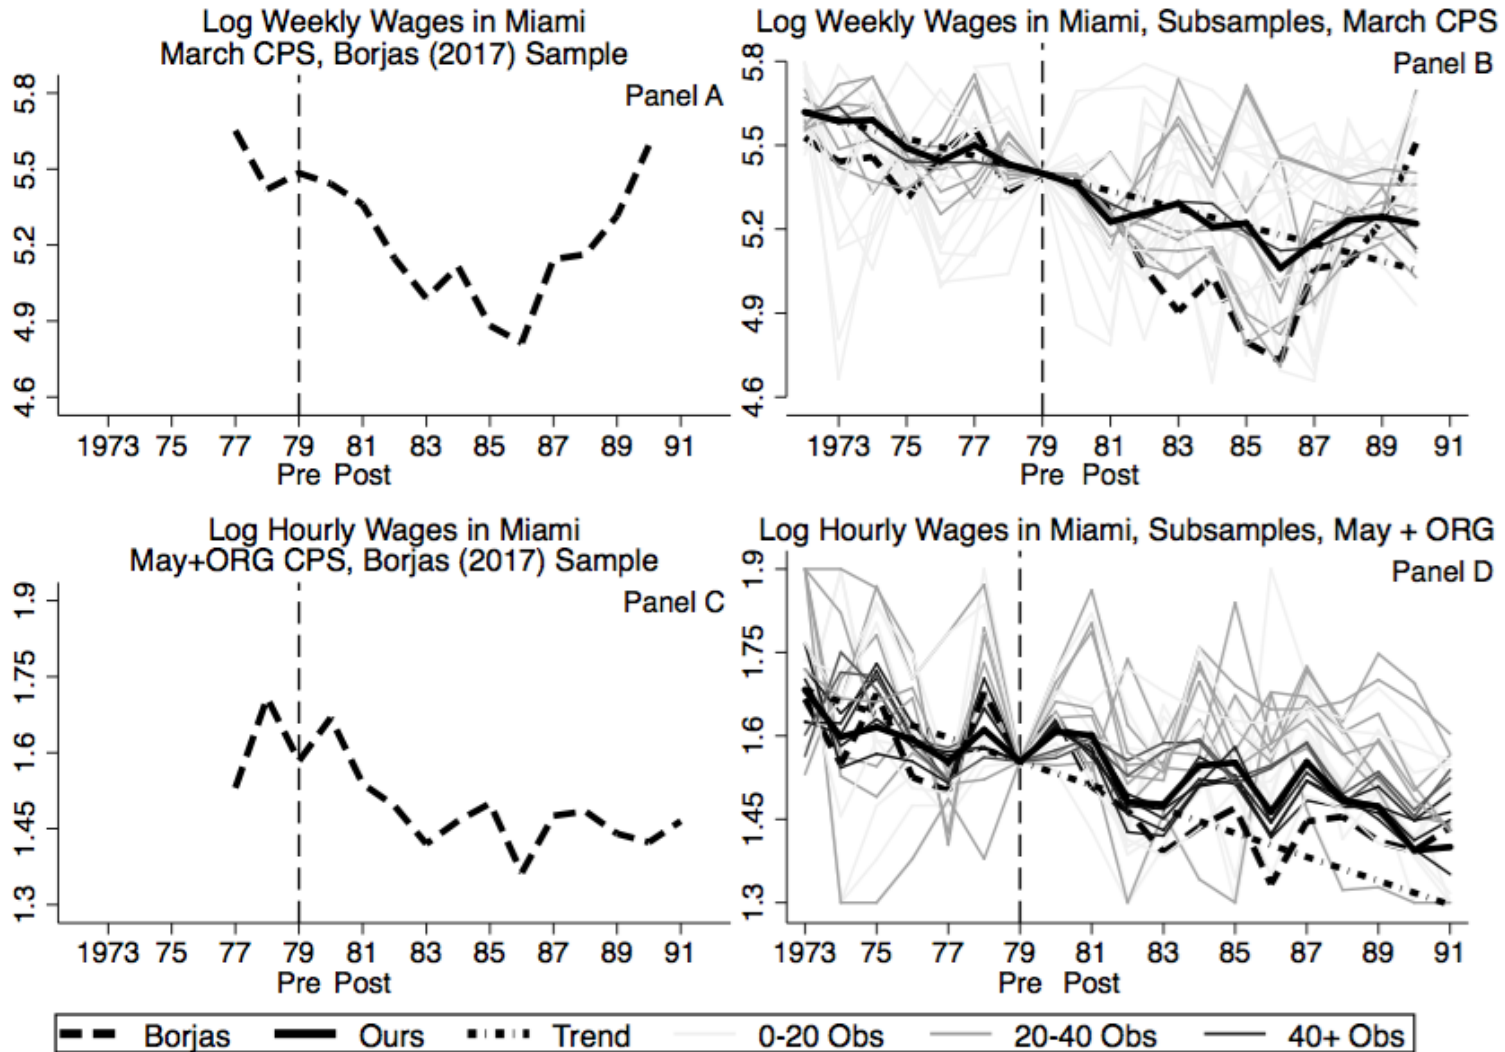 Log Weekly Wages in Miami
March CPS, Borjas (2017) Sample
Panel A
5.8
5.5
5.2
4.9
4.6
1973 75 77 79 81 83 85 87 89 91
Pre Post
Log Weekly Wages in Miami, Subsamples, March CPS
Panel B
5.8
5.5
5.2
4.9
4.6
1973 75 77 79 81 83 85 87 89 91
Pre Post
Log Hourly Wages in Miami
May+ORG CPS, Borjas (2017) Sample
Panel C
1.9
1.75
1.6
1.45
1.3
1973 75 77 79 81 83 85 87 89 91
Pre Post
Log Hourly Wages in Miami, Subsamples, May + ORG
Panel D
1.9
1.75
1.6
1.45
1.3
1973 75 77 79 81 83 85 87 89 91
Pre Post
Borjas Ours Trend 0-20 Obs 20-40 Obs 40+ Obs